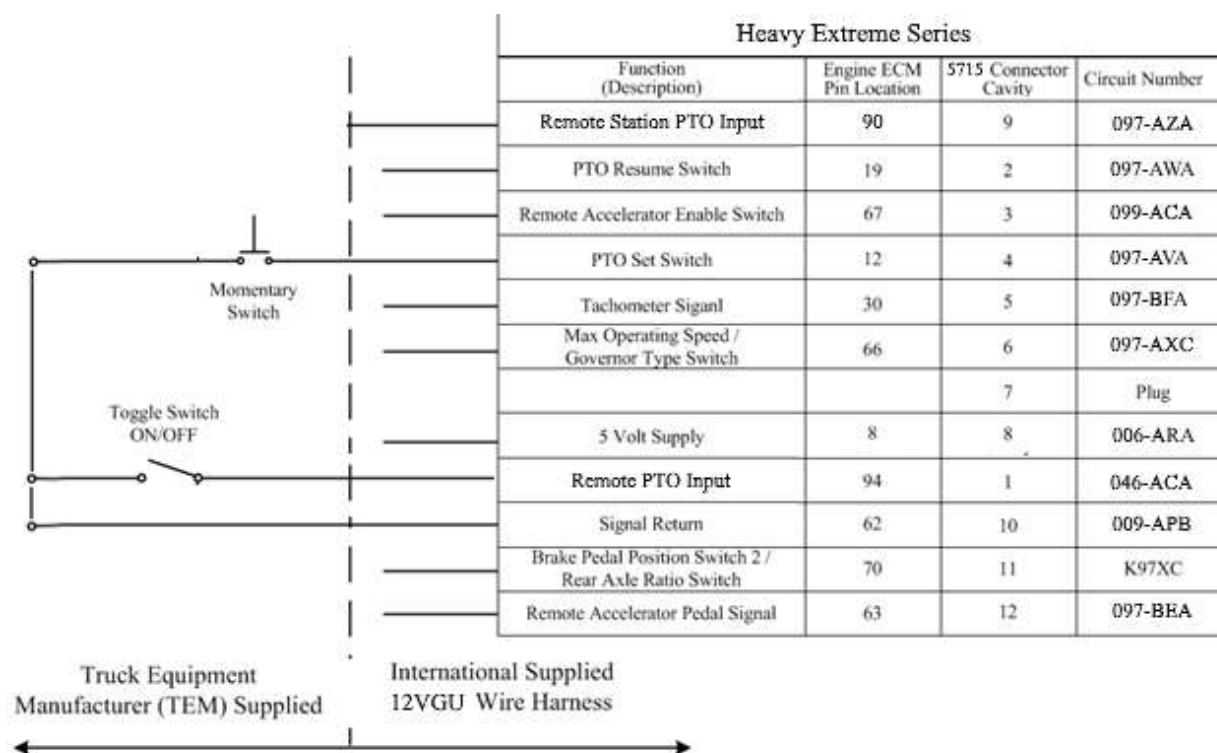 Heavy Extreme Series
Function (Description) Engine ECM Pin Location 5715 Connector Cavity Circuit Number
Remote Station PTO Input 90 9 097-AZA
PTO Resume Switch 19 2 097-AWA
Remote Accelerator Enable Switch 67 3 099-ACA
PTO Set Switch 12 4 097-AVA
Momentary
Switch
Tachometer Siganl 30 5 097-BFA
Max Operating Speed /
Governor Type Switch 66 6 097-AXC
7 Plug
Toggle Switch
ON/OFF
5 Volt Supply 8 8 006-ARA
Remote PTO Input 94 1 046-ACA
Signal Return 62 10 009-APB
Brake Pedal Position Switch 2 /
Rear Axle Ratio Switch 70 11 K97XC
Remote Accelerator Pedal Signal 63 12 097-BEA
Truck Equipment
Manufacturer (TEM) Supplied
International Supplied
12VGU Wire Harness